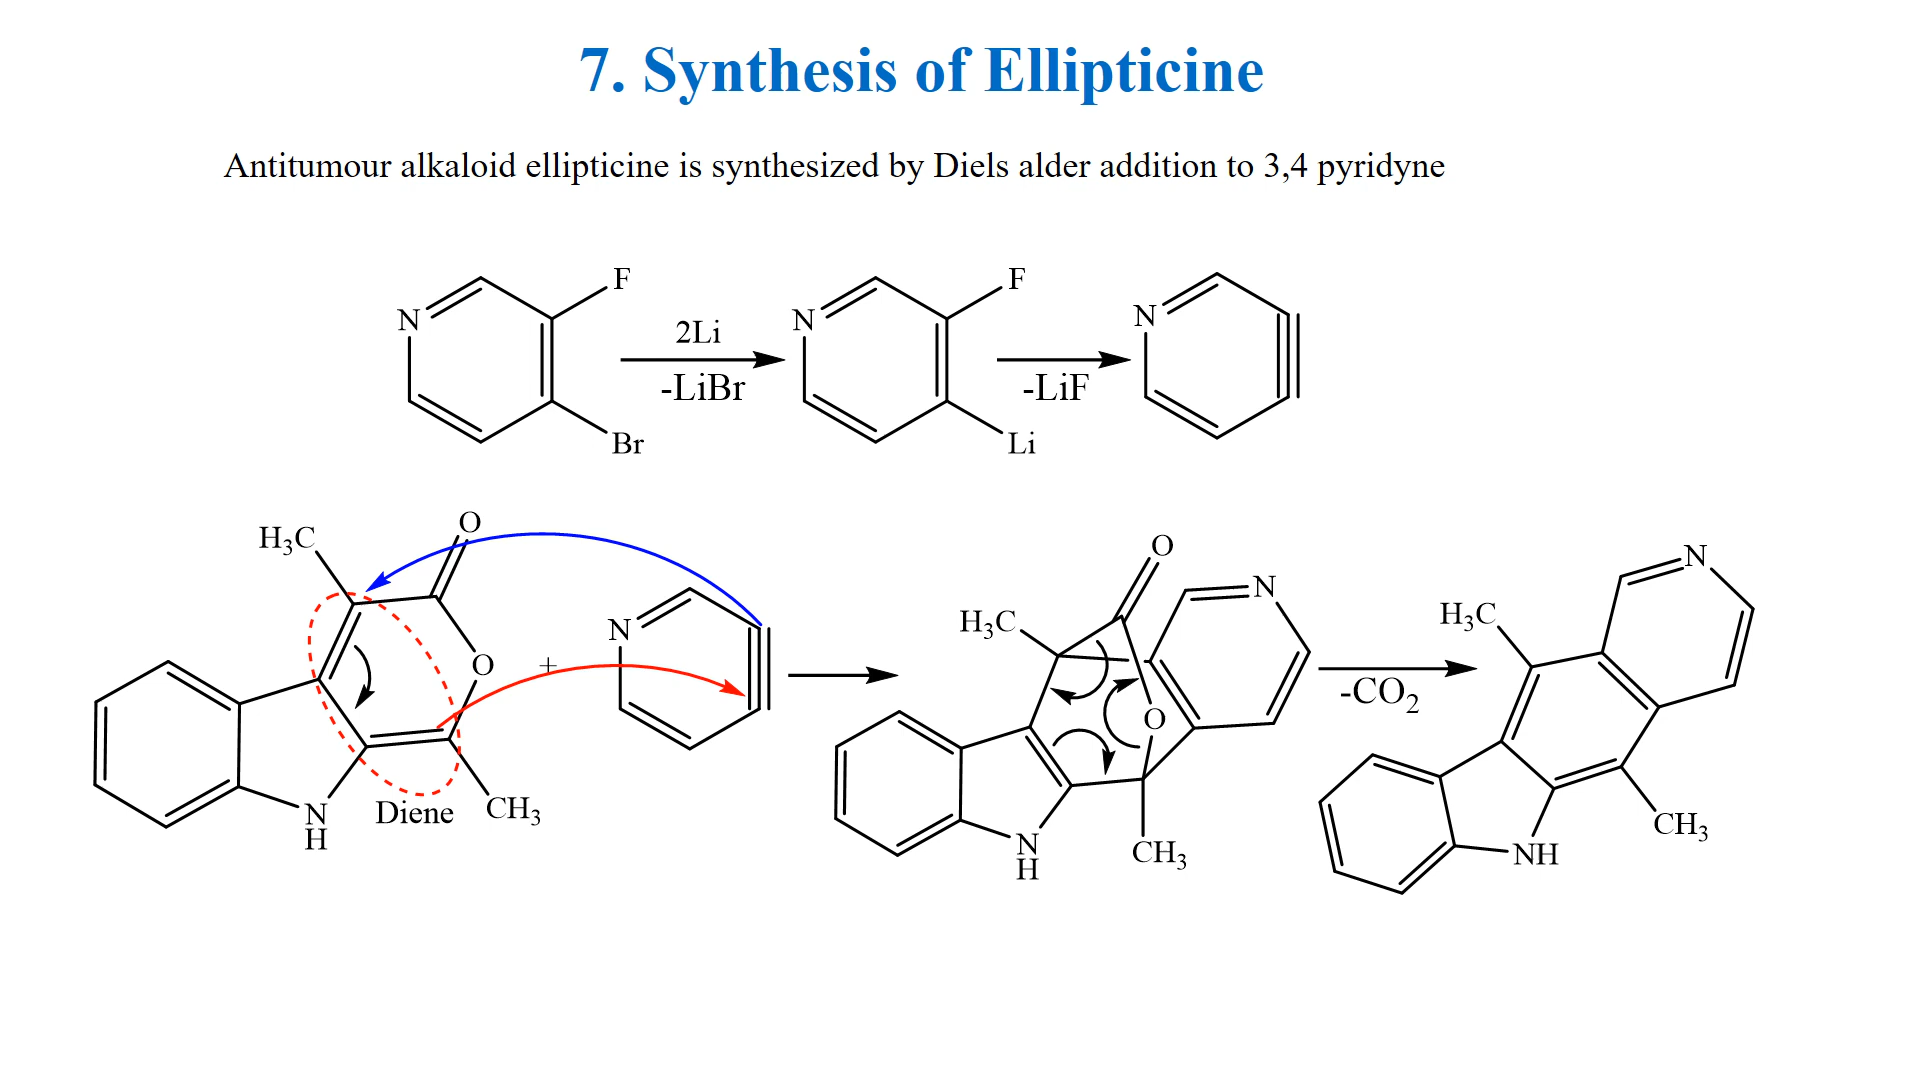 7. Synthesis of Ellipticine
Antitumour alkaloid ellipticine is synthesized by Diels alder addition to 3,4 pyridyne
N
F
Br
2Li
-LiBr
N
F
Li
-LiF
N
H₃C
O
O
N
H
Diene
CH₃
+
N
H₃C
O
O
N
N
H
CH₃
-CO₂
H₃C
N
NH
CH₃